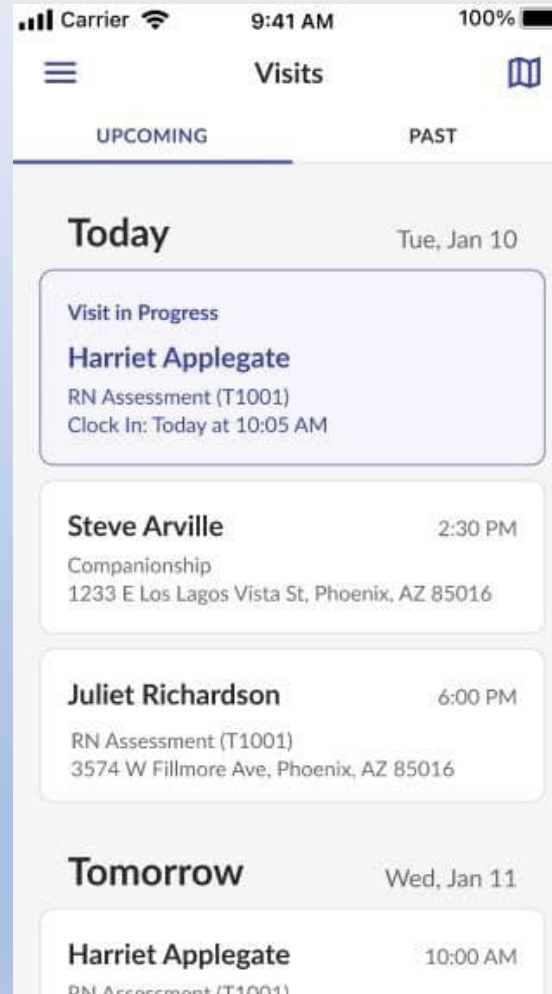 Carrier 9:41 AM 100%
Visits
UPCOMING PAST
Today Tue, Jan 10
Visit in Progress
Harriet Applegate
RN Assessment (T1001)
Clock In: Today at 10:05 AM
Steve Arville 2:30 PM
Companionship
1233 E Los Lagos Vista St, Phoenix, AZ 85016
Juliet Richardson 6:00 PM
RN Assessment (T1001)
3574 W Fillmore Ave, Phoenix, AZ 85016
Tomorrow Wed, Jan 11
Harriet Applegate 10:00 AM
RN Assessment (T1001)